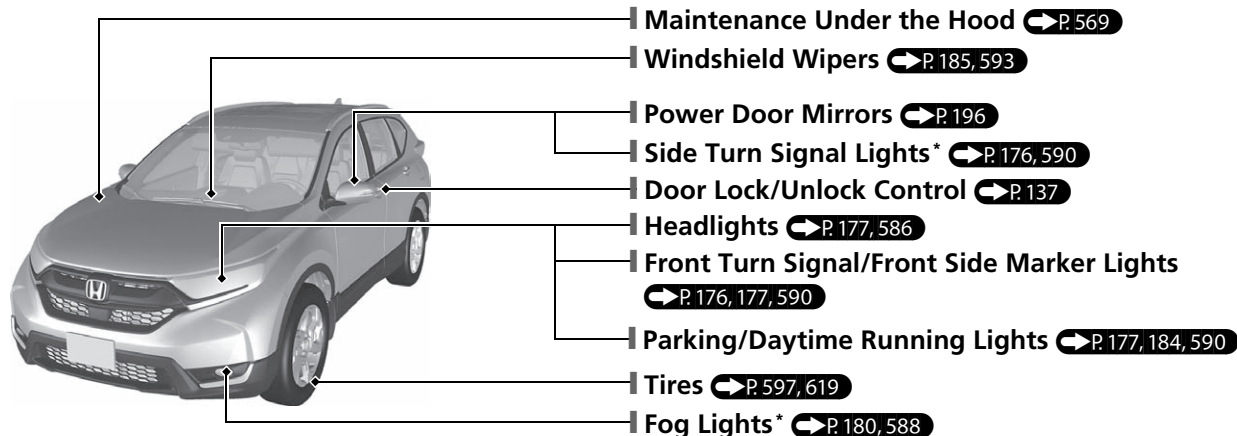 Maintenance Under the Hood P. 569
Windshield Wipers P. 185, 593
Power Door Mirrors P. 196
Side Turn Signal Lights* P. 176, 590
Door Lock/Unlock Control P. 137
Headlights P. 177, 586
Front Turn Signal/Front Side Marker Lights
P. 176, 177, 590
Parking/Daytime Running Lights P. 177, 184, 590
Tires P. 597, 619
Fog Lights* P. 180, 588